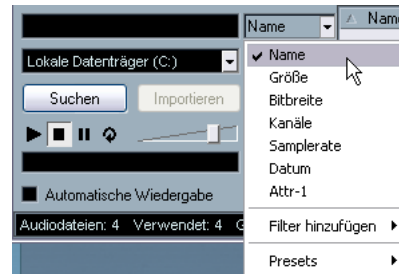 Name
Nam
Lokale Datenträger (C:)
Suchen
Importieren
Automatische Wiedergabe
Audiodateien: 4 Verwendet: 4 G
Name
Größe
Bitbreite
Kanäle
Samplerate
Datum
Attr-1
Filter hinzufügen
Presets